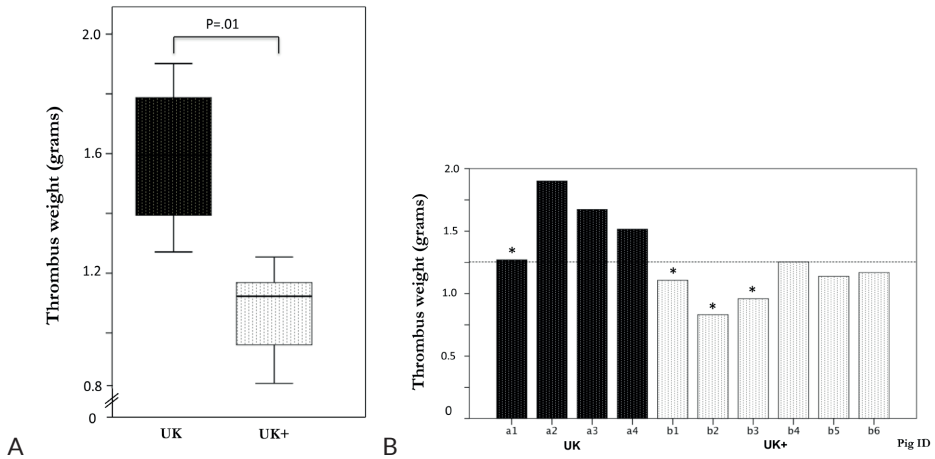 P=.01
Thrombus weight (grams)
2.0
1.6
1.2
0.8
0
UK
UK+
A
Thrombus weight (grams)
2.0
1.5
1.0
0.5
0
*
*
*
*
a1 a2 a3 a4 b1 b2 b3 b4 b5 b6
UK UK+ Pig ID
B